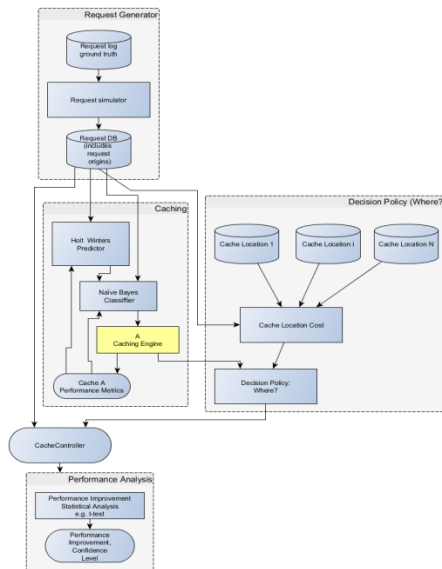 Request Generator
Request log
ground truth
Request simulator
Request DB
(includes
request
origins)
Caching
Decision Policy (Where?)
Holt Winters
Predictor
Cache Location 1
Cache Location i
Cache Location N
Naïve Bayes
Classifier
Cache Location Cost
A
Caching Engine
Cache A
Performance Metrics
Decision Policy:
Where?
CacheController
Performance Analysis
Performance Improvement
Statistical Analysis
e.g. t-test
Performance
Improvement,
Confidence
Level